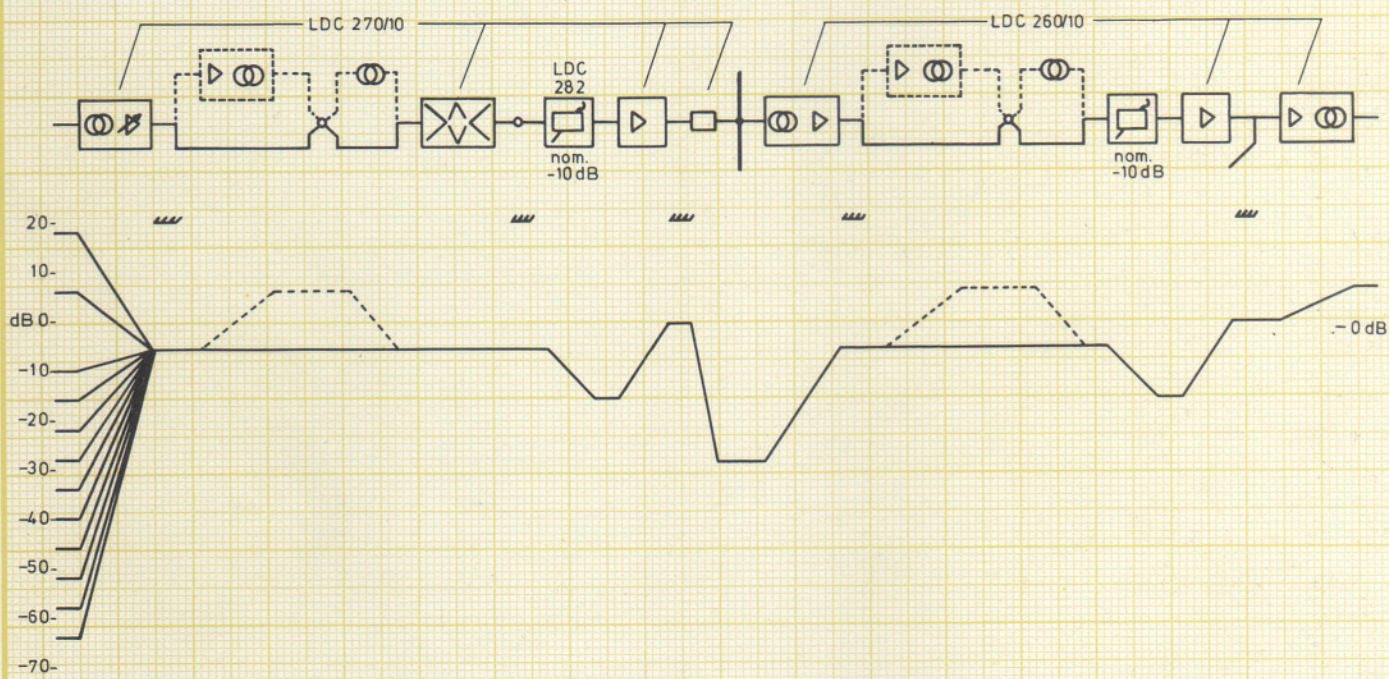 LDC 270/10
LDC 260/10
LDC
282
nom.
-10 dB
nom.
-10 dB
20-
10-
dB 0-
-10-
-20-
-30-
-40-
-50-
-60-
-70-
.- 0 dB